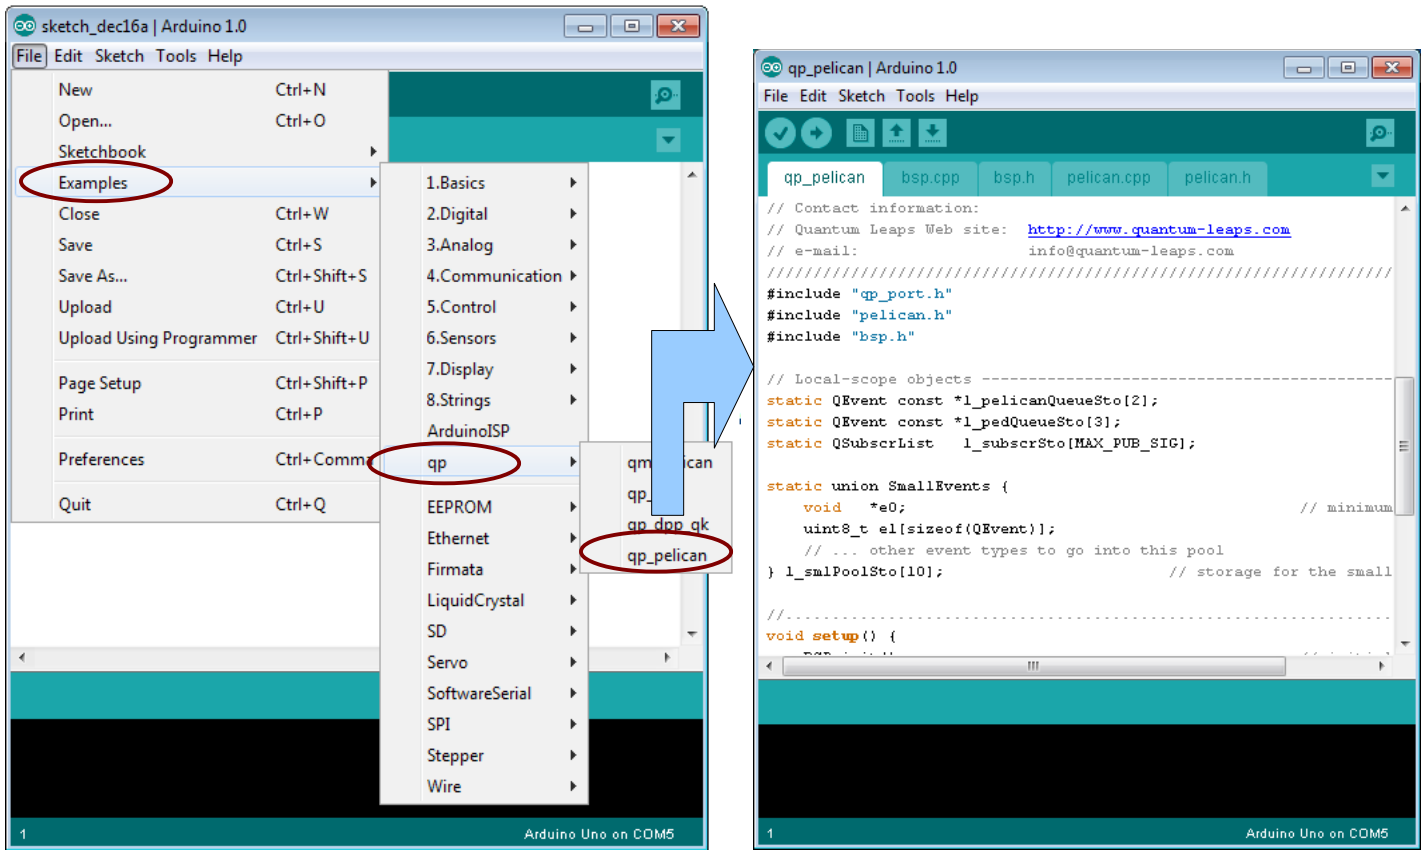 sketch_dec16a | Arduino 1.0
File Edit Sketch Tools Help
New Ctrl+N
Open... Ctrl+O
Sketchbook
Examples
Close Ctrl+W
Save Ctrl+S
Save As... Ctrl+Shift+S
Upload Ctrl+U
Upload Using Programmer Ctrl+Shift+U
Page Setup Ctrl+Shift+P
Print Ctrl+P
Preferences Ctrl+Comma
Quit Ctrl+Q
1.Basics
2.Digital
3.Analog
4.Communication
5.Control
6.Sensors
7.Display
8.Strings
ArduinoISP
qp
EEPROM
Ethernet
Firmata
LiquidCrystal
SD
Servo
SoftwareSerial
SPI
Stepper
Wire
qp_dpp_qk
qp_pelican
1 Arduino Uno on COM5
qp_pelican | Arduino 1.0
File Edit Sketch Tools Help
qp_pelican bsp.cpp bsp.h pelican.cpp pelican.h
// Contact information:
// Quantum Leaps Web site: http://www.quantum-leaps.com
// e-mail: info@quantum-leaps.com
////////////////////////////////////////////////////////////////////
#include "qp_port.h"
#include "pelican.h"
#include "bsp.h"
// Local-scope objects --------------------------------------------
static QEvent const *l_pelicanQueueSto[2];
static QEvent const *l_pedQueueSto[3];
static QSubscrList l_subscrSto[MAX_PUB_SIG];
static union SmallEvents {
void *e0; // minimum
uint8_t e1[sizeof(QEvent)];
// ... other event types to go into this pool
} l_smlPoolSto[10]; // storage for the small
//.................................................................
void setup() {
1 Arduino Uno on COM5